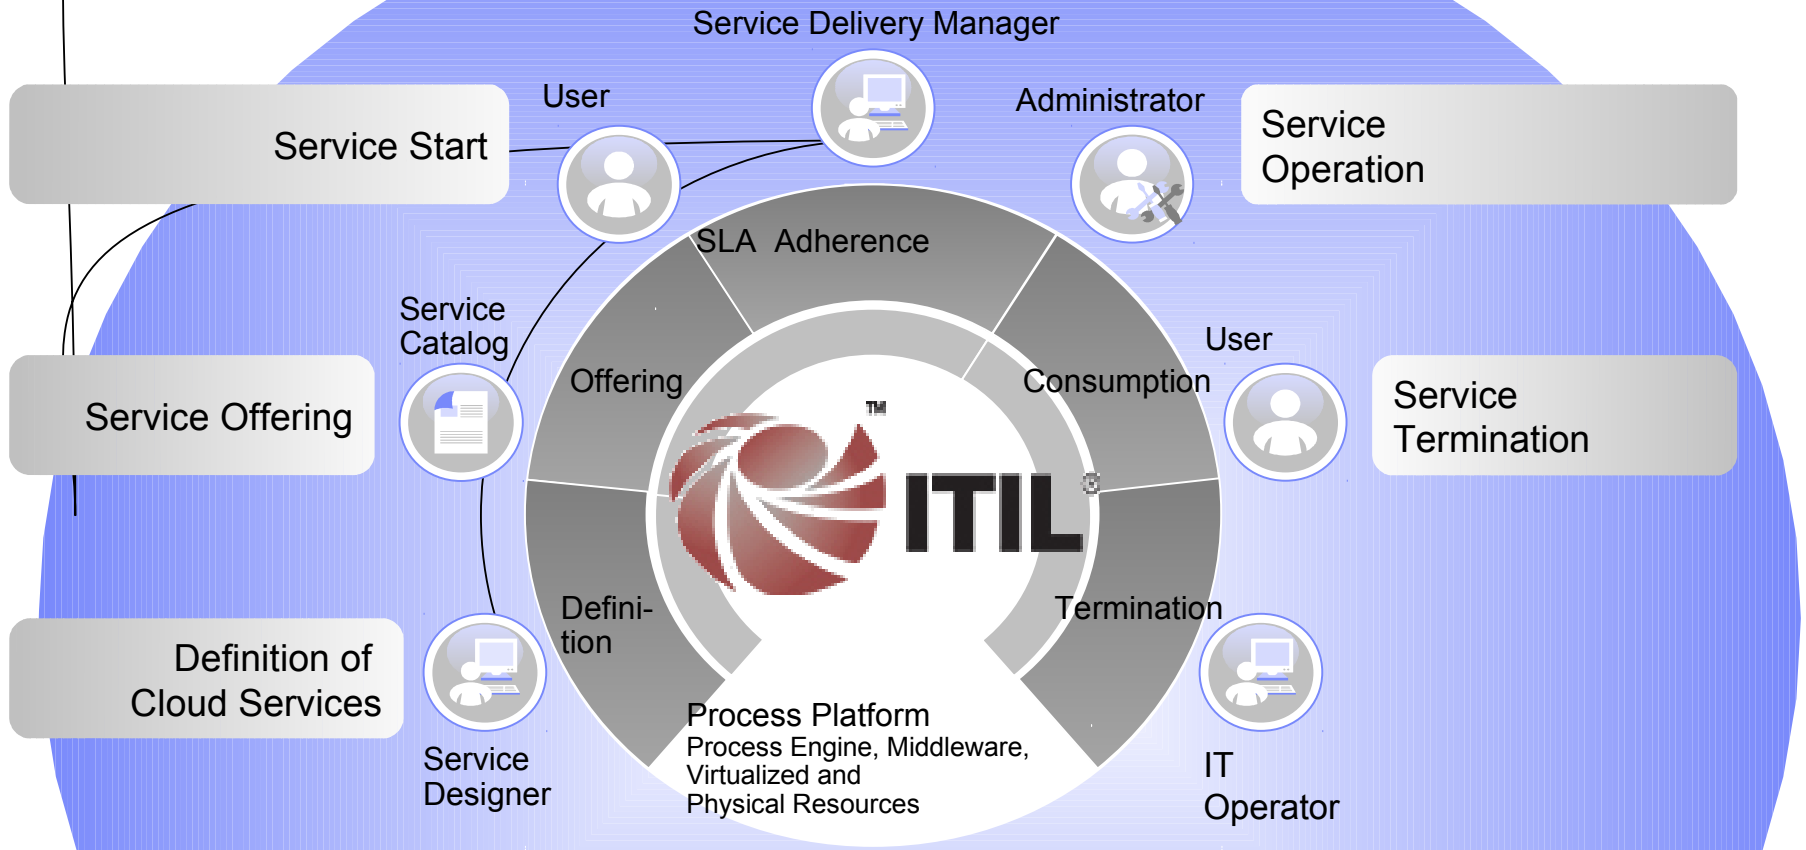 Service Delivery Manager
User
Administrator
Service Start
Service
Operation
SLA Adherence
Service
Catalog
User
Offering
Consumption
Service Offering
Service
Termination
TM
ITIL®
Defini-
tion
Termination
Definition of
Cloud Services
Process Platform
Process Engine, Middleware,
Virtualized and
Physical Resources
Service
Designer
IT
Operator